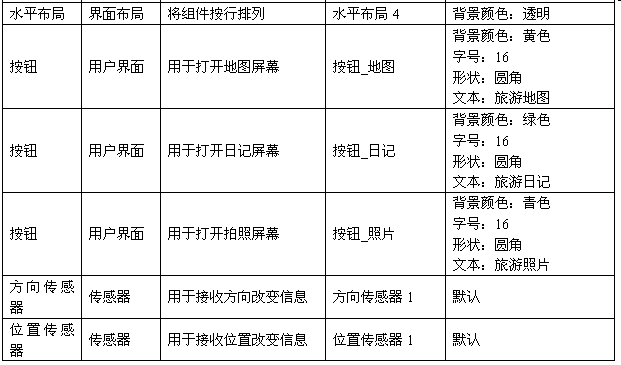 水平布局 界面布局 将组件按行排列 水平布局 4 背景颜色：透明
按钮 用户界面 用于打开地图屏幕 按钮_地图 背景颜色：黄色
字号：16
形状：圆角
文本：旅游地图
按钮 用户界面 用于打开日记屏幕 按钮_日记 背景颜色：绿色
字号：16
形状：圆角
文本：旅游日记
按钮 用户界面 用于打开拍照屏幕 按钮_照片 背景颜色：青色
字号：16
形状：圆角
文本：旅游照片
方向传感
器 传感器 用于接收方向改变信息 方向传感器 1 默认
位置传感
器 传感器 用于接收位置改变信息 位置传感器 1 默认